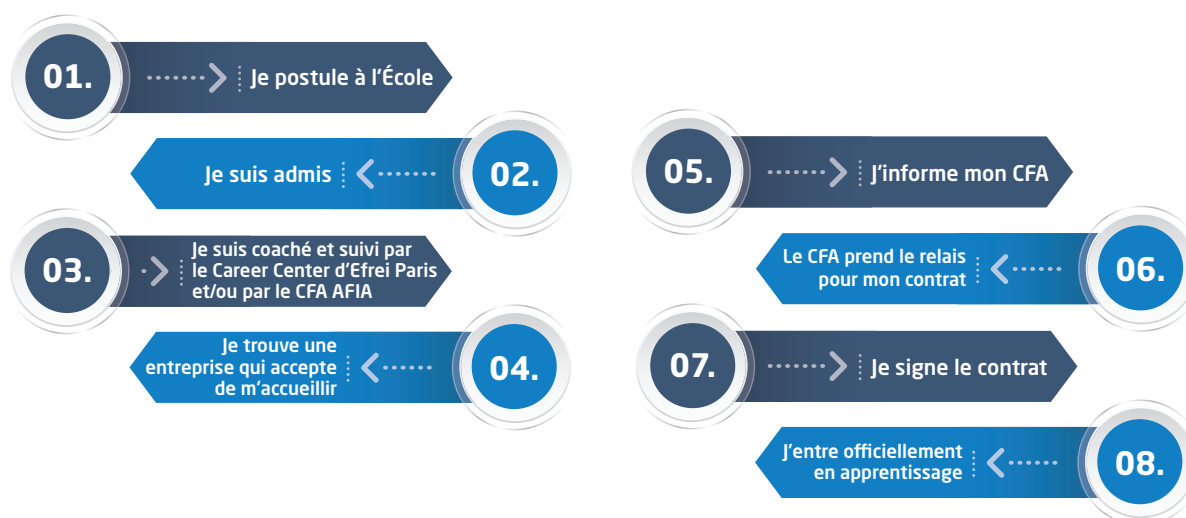 01.
Je postule à l'École
02.
Je suis admis
03.
Je suis coaché et suivi par
le Career Center d'Efrei Paris
et/ou par le CFA AFIA
04.
Je trouve une
entreprise qui accepte
de m'accueillir
05.
J'informe mon CFA
06.
Le CFA prend le relais
pour mon contrat
07.
Je signe le contrat
08.
J'entre officiellement
en apprentissage